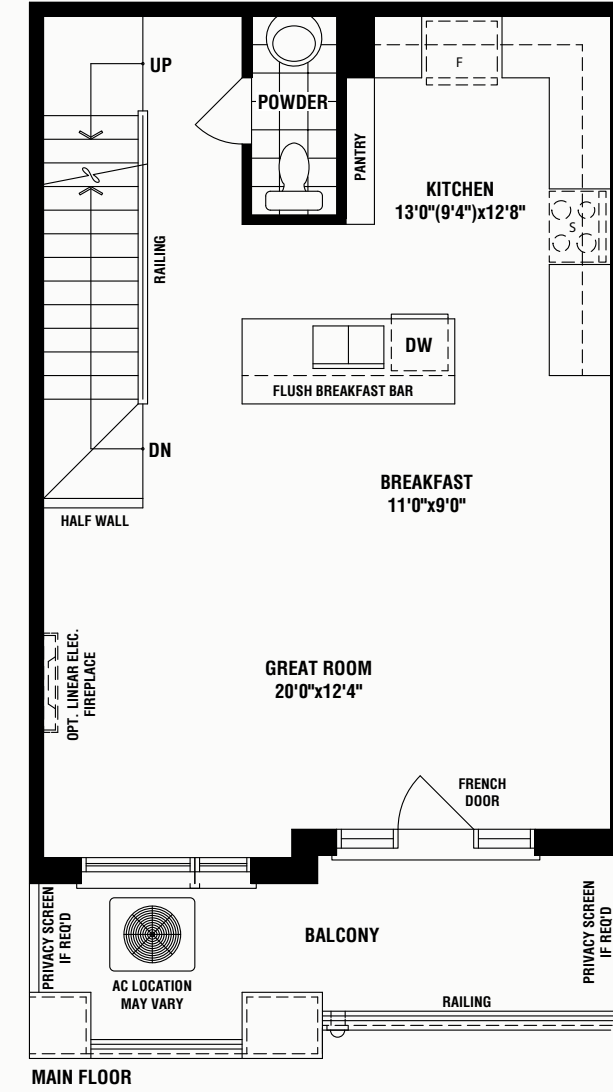 UP
F
POWDER
PANTRY
KITCHEN
13'0"(9'4")x12'8"
S
RAILING
DW
FLUSH BREAKFAST BAR
DN
BREAKFAST
11'0"x9'0"
HALF WALL
OPT. LINEAR ELEC.
FIREPLACE
GREAT ROOM
20'0"x12'4"
FRENCH
DOOR
PRIVACY SCREEN
IF REQ'D
BALCONY
PRIVACY SCREEN
IF REQ'D
AC LOCATION
MAY VARY
RAILING
MAIN FLOOR